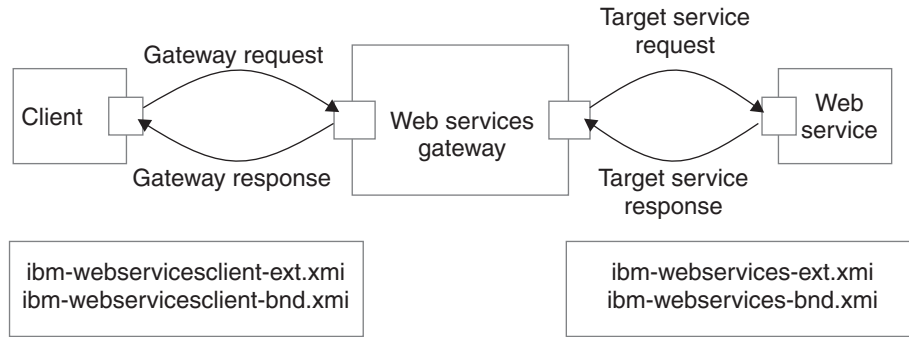 Gateway request
Target service
request
Client
Web services
gateway
Web
service
Gateway response
Target service
response
ibm-webservicesclient-ext.xmi
ibm-webservicesclient-bnd.xmi
ibm-webservices-ext.xmi
ibm-webservices-bnd.xmi